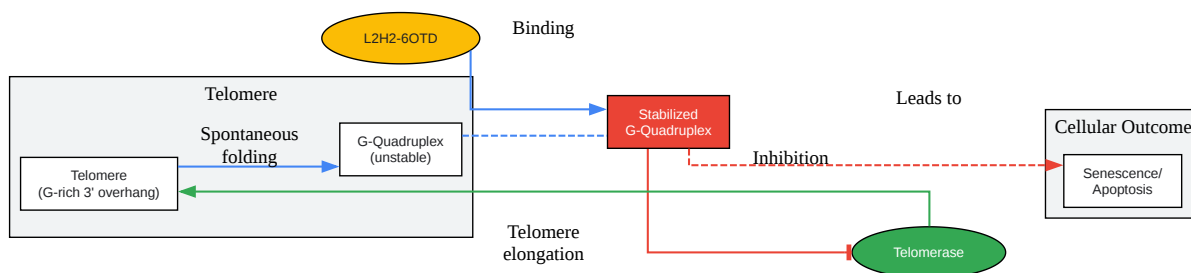 L2H2-6OTD
Binding
Telomere
Spontaneous
folding
G-Quadruplex
(unstable)
Telomere
(G-rich 3' overhang)
Stabilized
G-Quadruplex
Leads to
Inhibition
Cellular Outcome
Senescence/
Apoptosis
Telomere
elongation
Telomerase